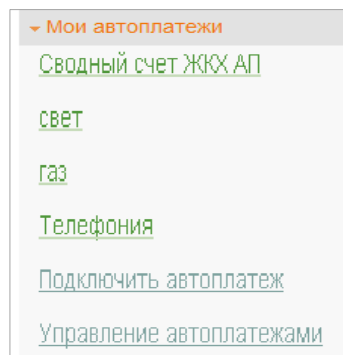 Мои автоплатежи
Сводный счет ЖКХ АП
свет
газ
Телефония
Подключить автоплатеж
Управление автоплатежами